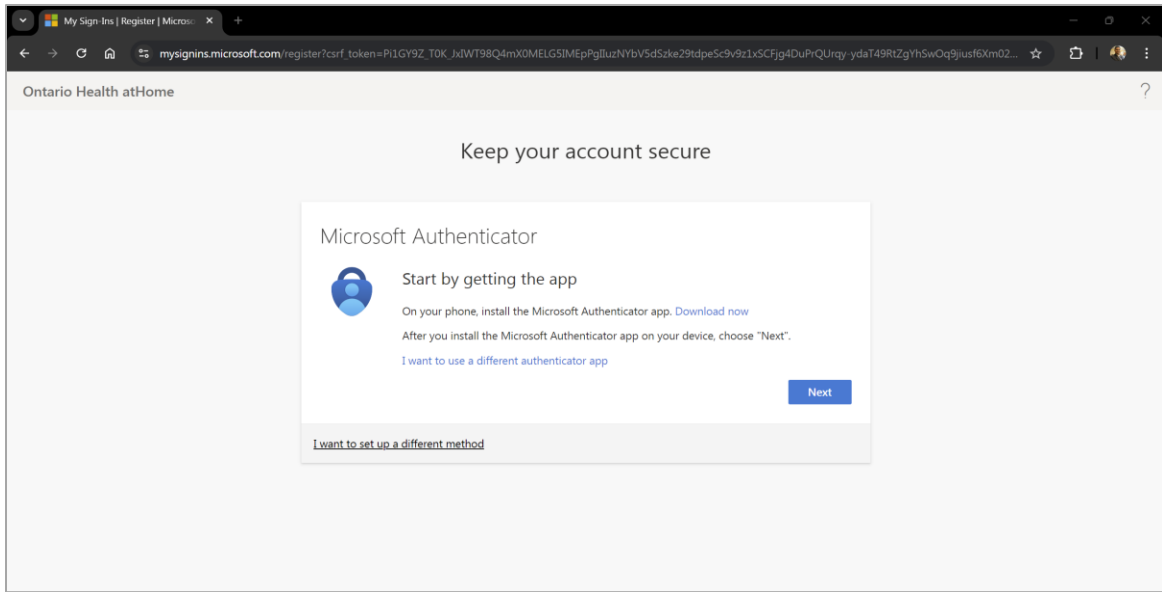 My Sign-Ins | Register | Microsc
mysignins.microsoft.com/register?csrf_token=
Ontario Health atHome
?
Keep your account secure
Microsoft Authenticator
Start by getting the app
On your phone, install the Microsoft Authenticator app. Download now
After you install the Microsoft Authenticator app on your device, choose "Next".
I want to use a different authenticator app
Next
I want to set up a different method